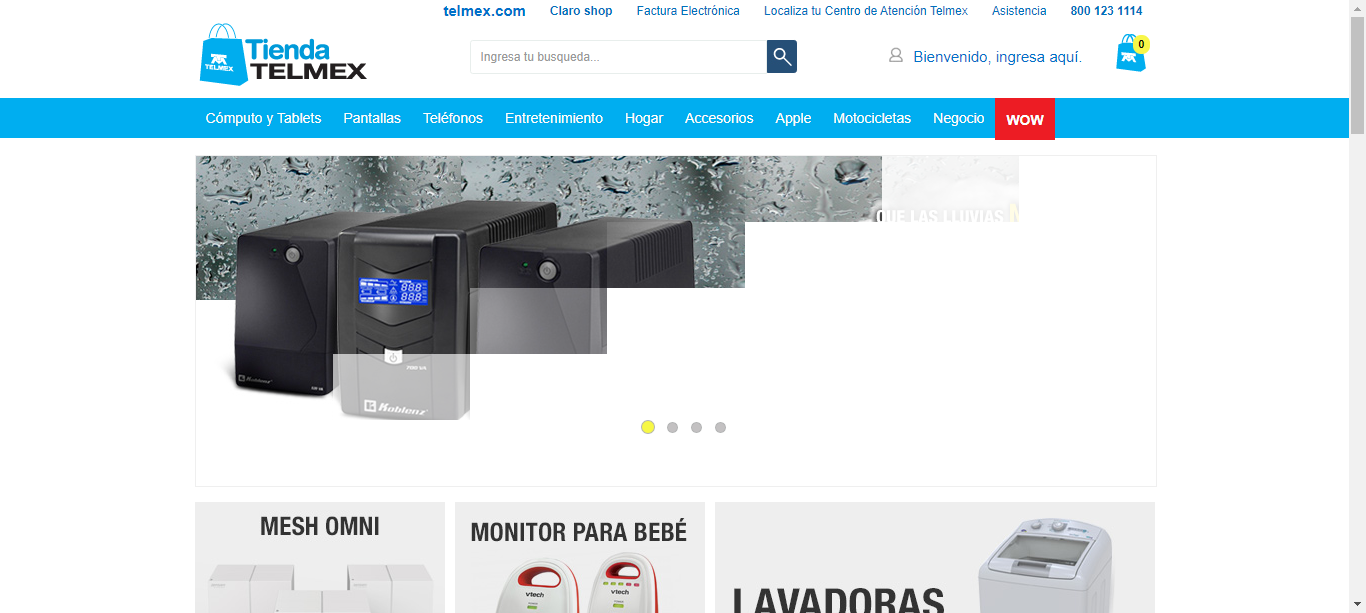 telmex.com Claro shop Factura Electrónica Localiza tu Centro de Atención Telmex Asistencia 800 123 1114
Tienda
TELMEX
TELMEX
Ingresa tu busqueda...
Bienvenido, ingresa aquí.
0
Cómputo y Tablets Pantallas Teléfonos Entretenimiento Hogar Accesorios Apple Motocicletas Negocio WOW
QUE LAS LLUVIAS
Koblenz
Koblenz
MESH OMNI
MONITOR PARA BEBÉ
vtech
vtech
LAVADORAS